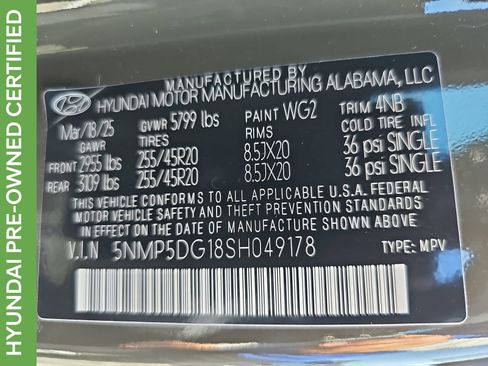 HYUNDAI PRE-OWNED CERTIFIED
MANUFACTURED BY
HYUNDAI MOTOR MANUFACTURING ALABAMA, LLC
Mar/18/25 GVWR 5799 lbs PAINT WG2 TRIM 4NB
GAWR TIRES RIMS COLD TIRE INFL
FRONT 2955 lbs 255/45R20 8.5JX20 36 psi SINGLE
REAR 3109 lbs 255/45R20 8.5JX20 36 psi SINGLE
THIS VEHICLE CONFORMS TO ALL APPLICABLE U.S.A. FEDERAL
MOTOR VEHICLE SAFETY AND THEFT PREVENTION STANDARDS
IN EFFECT ON THE DATE OF MANUFACTURE SHOWN ABOVE.
V.I.N 5NMP5DG18SH049178 TYPE: MPV